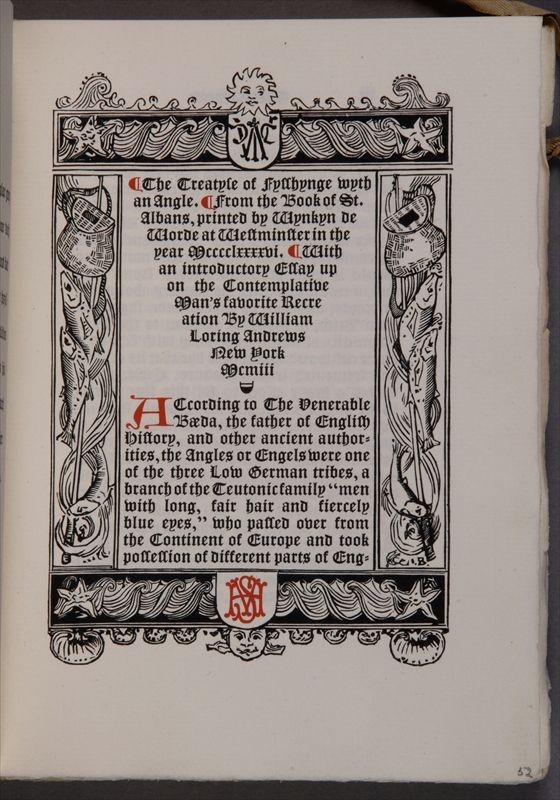 ¶The Treatyſe of Fyſſhynge wyth
an Angle. ¶From the Book of St.
Albans, printed by Wynkyn de
Worde at Weſtminſter in the
year Mccccclxxxxvi. ¶With
an introductory Eſſay up
on the Contemplative
Man's favorite Recre
ation By William
Loring Andrews
New York
Mcmiii
ACcording to The Venerable
Bæda, the father of Engliſh
Hiſtory, and other ancient author-
ities, the Angles or Engels were one
of the three Low German tribes, a
branch of the Teutonic family “men
with long, fair hair and fiercely
blue eyes,” who paſſed over from
the Continent of Europe and took
poſſeſſion of different parts of Eng-
52